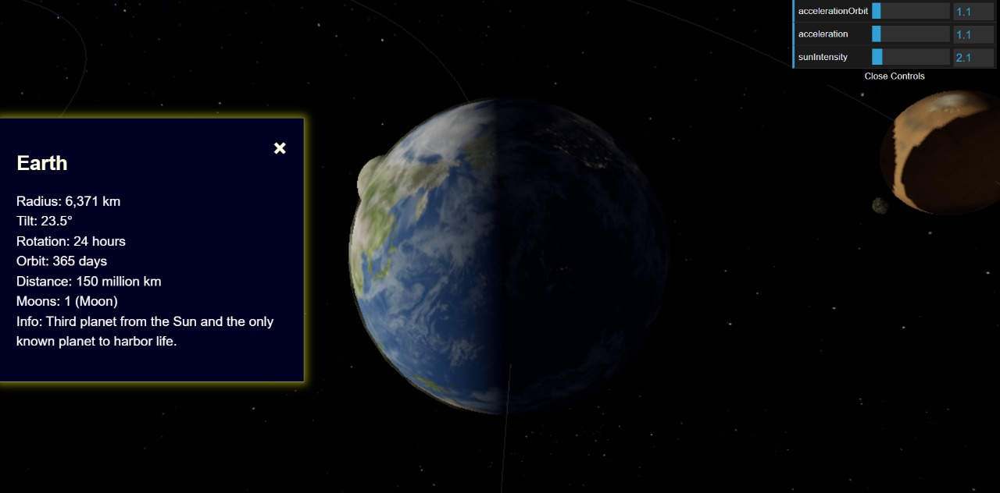 accelerationOrbit 1.1
acceleration 1.1
sunIntensity 2.1
Close Controls
Earth
Radius: 6,371 km
Tilt: 23.5°
Rotation: 24 hours
Orbit: 365 days
Distance: 150 million km
Moons: 1 (Moon)
Info: Third planet from the Sun and the only
known planet to harbor life.